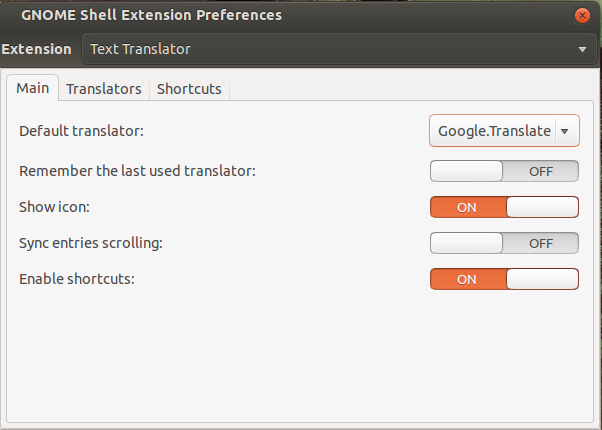 GNOME Shell Extension Preferences
Extension Text Translator
Main Translators Shortcuts
Default translator: Google.Translate
Remember the last used translator: OFF
Show icon: ON
Sync entries scrolling: OFF
Enable shortcuts: ON